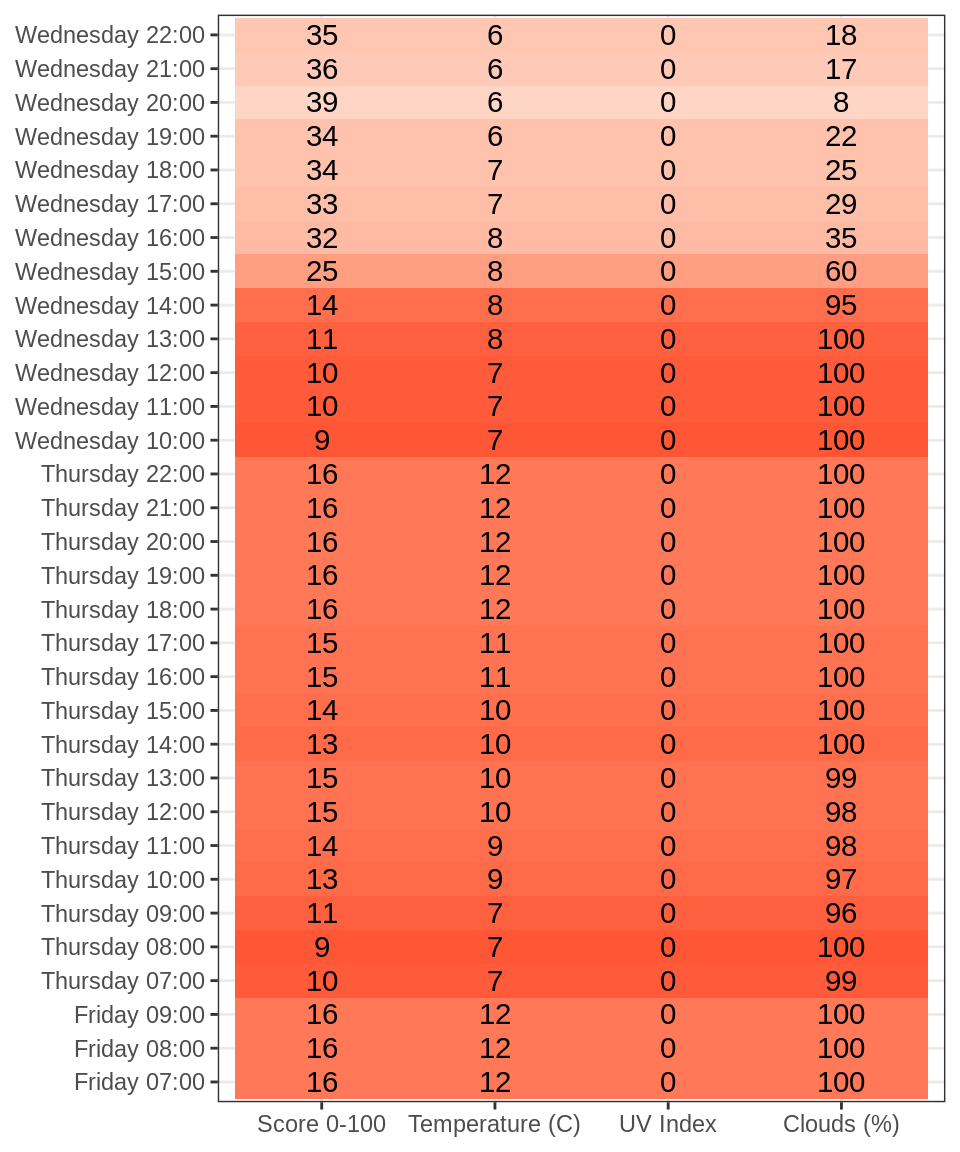 Wednesday 22:00 35 6 0 18
Wednesday 21:00 36 6 0 17
Wednesday 20:00 39 6 0 8
Wednesday 19:00 34 6 0 22
Wednesday 18:00 34 7 0 25
Wednesday 17:00 33 7 0 29
Wednesday 16:00 32 8 0 35
Wednesday 15:00 25 8 0 60
Wednesday 14:00 14 8 0 95
Wednesday 13:00 11 8 0 100
Wednesday 12:00 10 7 0 100
Wednesday 11:00 10 7 0 100
Wednesday 10:00 9 7 0 100
Thursday 22:00 16 12 0 100
Thursday 21:00 16 12 0 100
Thursday 20:00 16 12 0 100
Thursday 19:00 16 12 0 100
Thursday 18:00 16 12 0 100
Thursday 17:00 15 11 0 100
Thursday 16:00 15 11 0 100
Thursday 15:00 14 10 0 100
Thursday 14:00 13 10 0 100
Thursday 13:00 15 10 0 99
Thursday 12:00 15 10 0 98
Thursday 11:00 14 9 0 98
Thursday 10:00 13 9 0 97
Thursday 09:00 11 7 0 96
Thursday 08:00 9 7 0 100
Thursday 07:00 10 7 0 99
Friday 09:00 16 12 0 100
Friday 08:00 16 12 0 100
Friday 07:00 16 12 0 100
Score 0-100 Temperature (C) UV Index Clouds (%)